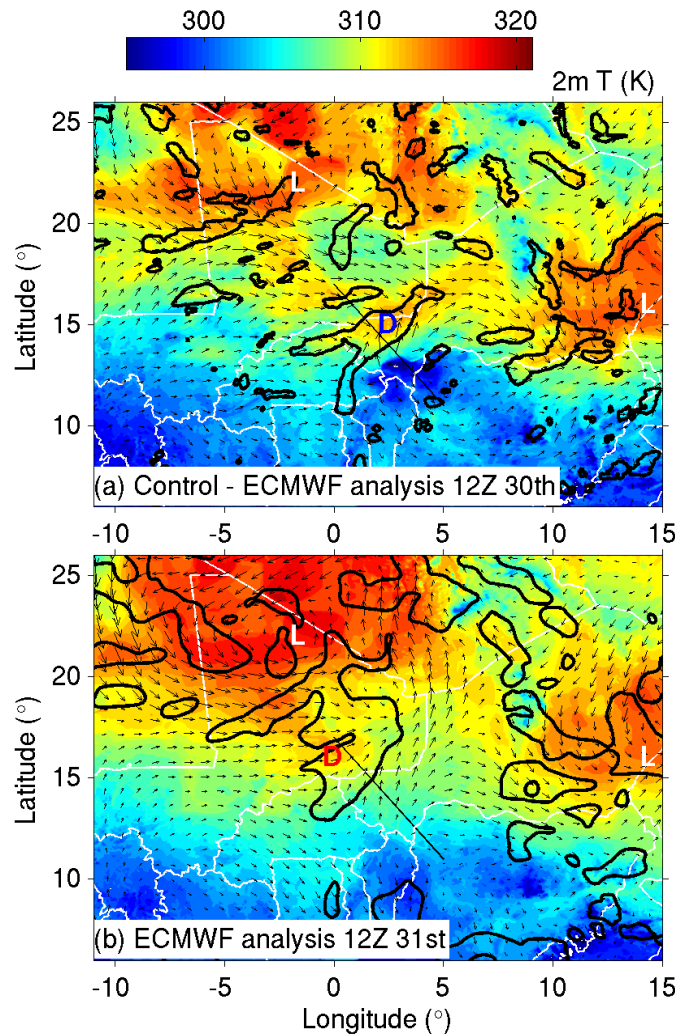 300 310 320
2m T (K)
25
20
15
10
Latitude (°)
L
L
D
(a) Control - ECMWF analysis 12Z 30th
-10 -5 0 5 10 15
25
20
15
10
Latitude (°)
L
D
L
(b) ECMWF analysis 12Z 31st
-10 -5 0 5 10 15
Longitude (°)